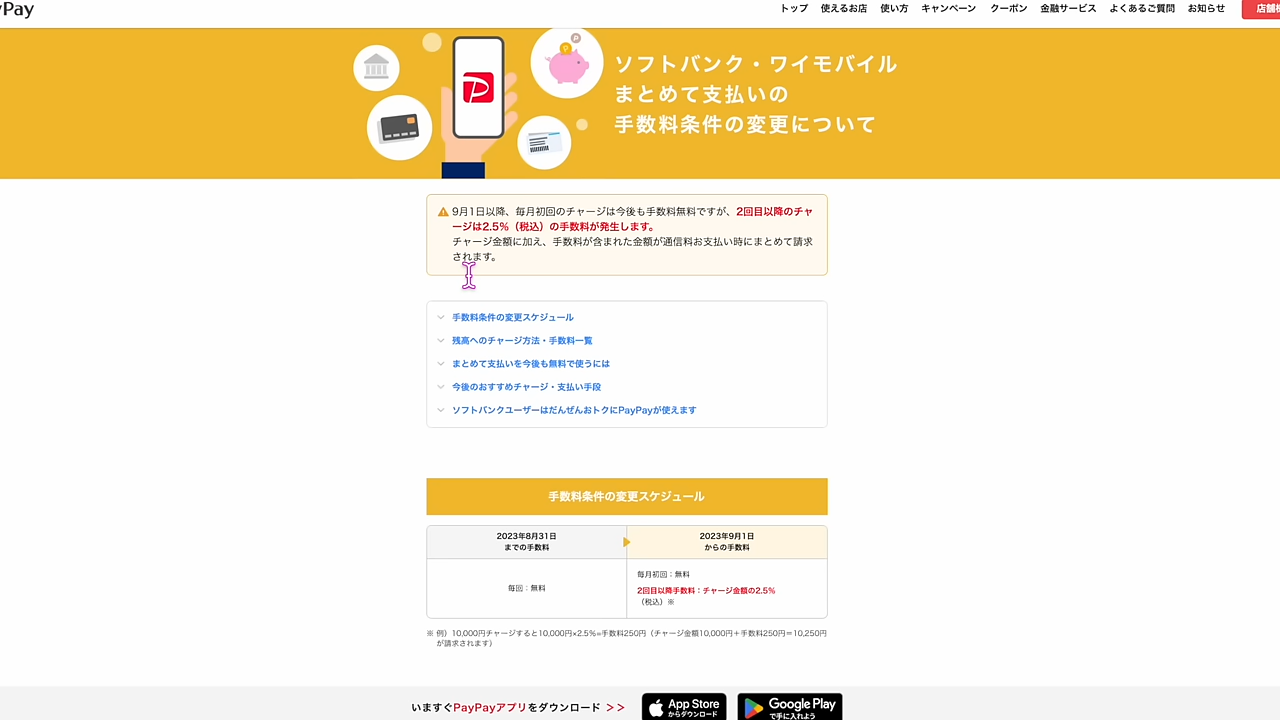 Pay
トップ 使えるお店 使い方 キャンペーン クーポン 金融サービス よくあるご質問 お知らせ 店舗
ソフトバンク・ワイモバイル
まとめて支払いの
手数料条件の変更について
9月1日以降、毎月初回のチャージは今後も手数料無料ですが、2回目以降のチャ
ージは2.5%（税込）の手数料が発生します。
チャージ金額に加え、手数料が含まれた金額が通信料お支払い時にまとめて請求
されます。
手数料条件の変更スケジュール
残高へのチャージ方法・手数料一覧
まとめて支払いを今後も無料で使うには
今後のおすすめチャージ・支払い手段
ソフトバンクユーザーはだんぜんおトクにPayPayが使えます
手数料条件の変更スケジュール
2023年8月31日
までの手数料
2023年9月1日
からの手数料
毎回：無料
毎月初回：無料
2回目以降手数料：チャージ金額の2.5%
（税込）※
※ 例）10,000円チャージすると10,000円×2.5%=手数料250円（チャージ金額10,000円＋手数料250円＝10,250円
が請求されます）
いますぐPayPayアプリをダウンロード >>
App Store
からダウンロード
Google Play
で手に入れよう